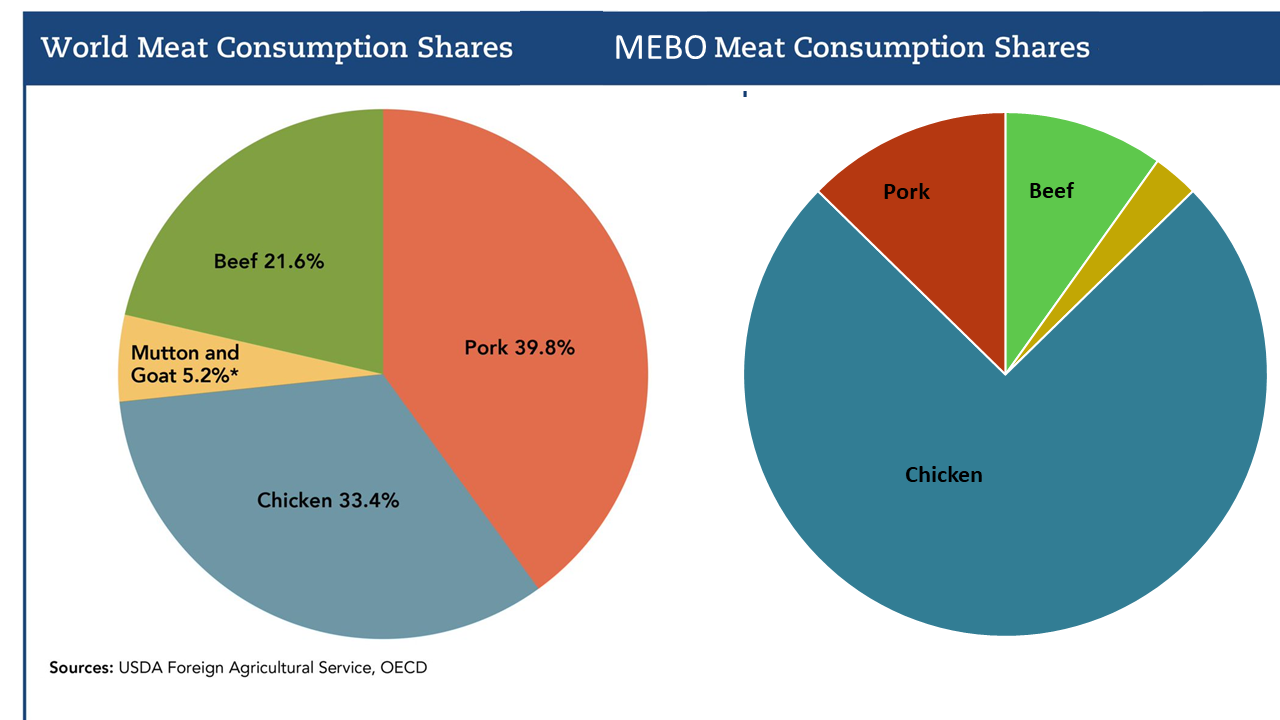 World Meat Consumption Shares
MEBO Meat Consumption Shares
Beef 21.6%
Mutton and
Goat 5.2%*
Pork 39.8%
Chicken 33.4%
Pork
Beef
Chicken
Sources: USDA Foreign Agricultural Service, OECD